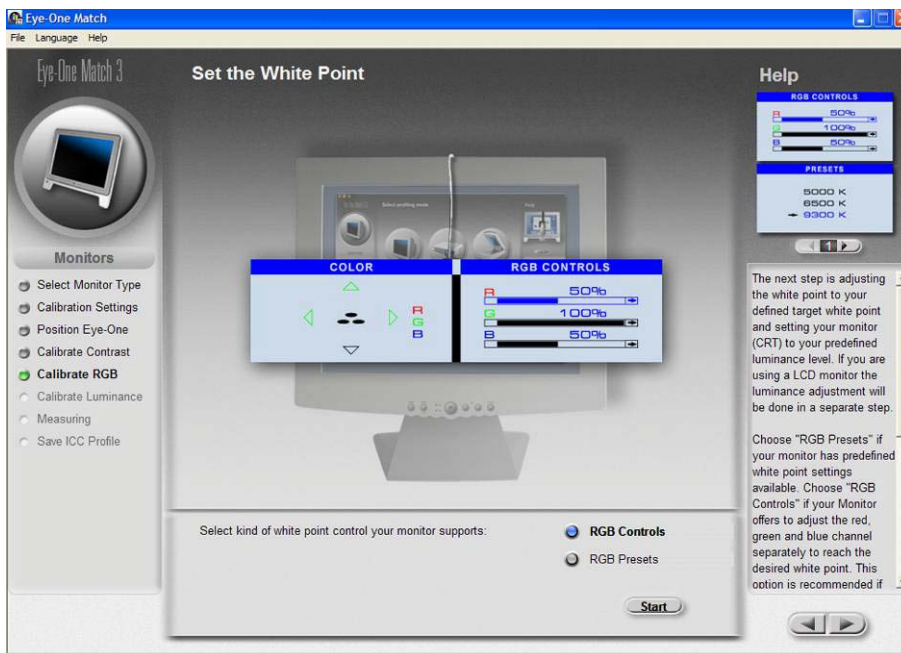 Eye-One Match
File Language Help
Eye-One Match 3
Monitors
Select Monitor Type
Calibration Settings
Position Eye-One
Calibrate Contrast
Calibrate RGB
Calibrate Luminance
Measuring
Save ICC Profile
Set the White Point
Select profiling mode
COLOR
R
G
B
RGB CONTROLS
R 50%
G 100%
B 50%
Select kind of white point control your monitor supports:
RGB Controls
RGB Presets
Start
Help
RGB CONTROLS
R 50%
G 100%
B 50%
PRESETS
5000 K
6500 K
9300 K
1
The next step is adjusting
the white point to your
defined target white point
and setting your monitor
(CRT) to your predefined
luminance level. If you are
using a LCD monitor the
luminance adjustment will
be done in a separate step.
Choose "RGB Presets" if
your monitor has predefined
white point settings
available. Choose "RGB
Controls" if your Monitor
offers to adjust the red,
green and blue channel
separately to reach the
desired white point. This
option is recommended if